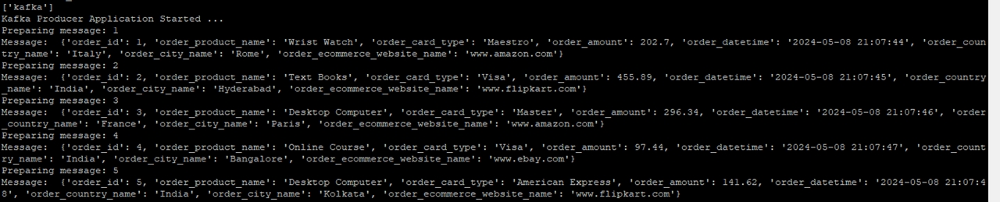 ['kafka']
Kafka Producer Application Started ...
Preparing message: 1
Message:  {'order_id': 1, 'order_product_name': 'Wrist Watch', 'order_card_type': 'Maestro', 'order_amount': 202.7, 'order_datetime': '2024-05-08 21:07:44', 'order_coun
try_name': 'Italy', 'order_city_name': 'Rome', 'order_ecommerce_website_name': 'www.amazon.com'}
Preparing message: 2
Message:  {'order_id': 2, 'order_product_name': 'Text Books', 'order_card_type': 'Visa', 'order_amount': 455.89, 'order_datetime': '2024-05-08 21:07:45', 'order_country
_name': 'India', 'order_city_name': 'Hyderabad', 'order_ecommerce_website_name': 'www.flipkart.com'}
Preparing message: 3
Message:  {'order_id': 3, 'order_product_name': 'Desktop Computer', 'order_card_type': 'Master', 'order_amount': 296.34, 'order_datetime': '2024-05-08 21:07:46', 'order
_country_name': 'France', 'order_city_name': 'Paris', 'order_ecommerce_website_name': 'www.amazon.com'}
Preparing message: 4
Message:  {'order_id': 4, 'order_product_name': 'Online Course', 'order_card_type': 'Visa', 'order_amount': 97.44, 'order_datetime': '2024-05-08 21:07:47', 'order_count
ry_name': 'India', 'order_city_name': 'Bangalore', 'order_ecommerce_website_name': 'www.ebay.com'}
Preparing message: 5
Message:  {'order_id': 5, 'order_product_name': 'Desktop Computer', 'order_card_type': 'American Express', 'order_amount': 141.62, 'order_datetime': '2024-05-08 21:07:4
8', 'order_country_name': 'India', 'order_city_name': 'Kolkata', 'order_ecommerce_website_name': 'www.flipkart.com'}